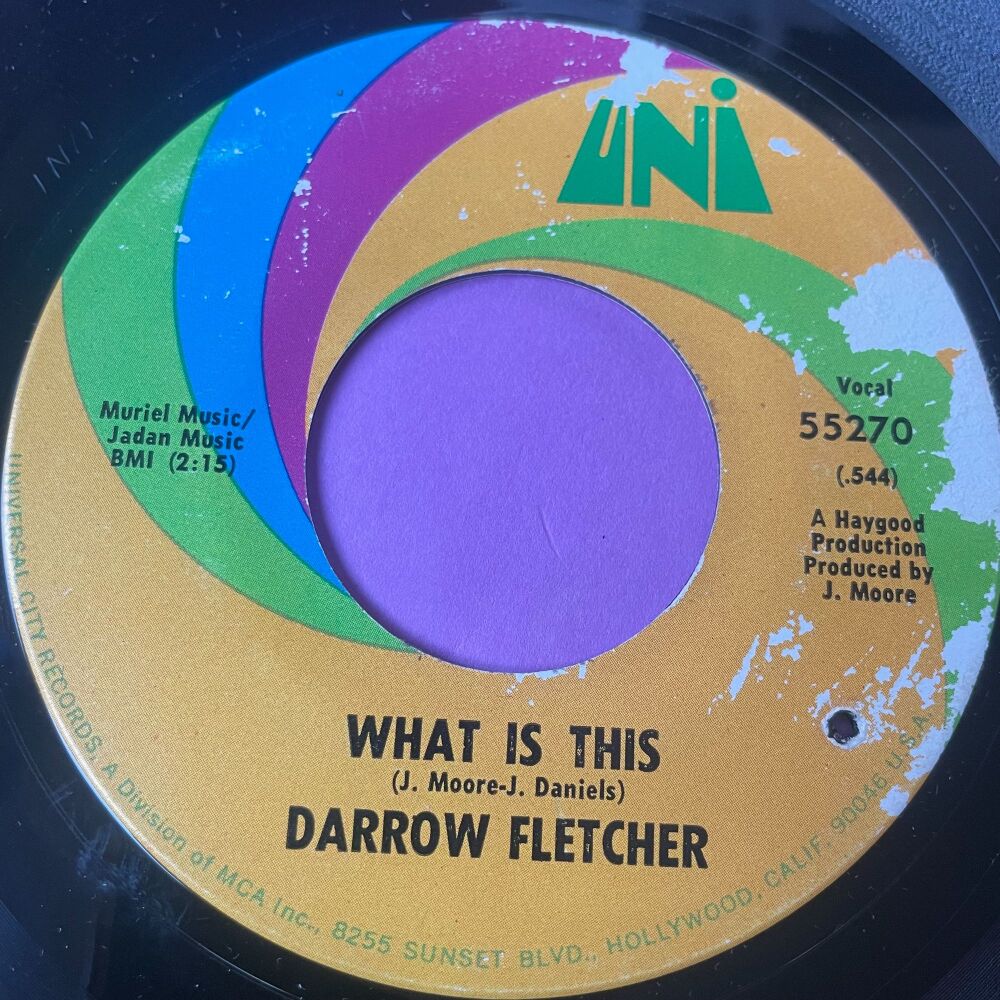 UNI
Muriel Music/
Jadan Music
BMI (2:15)
Vocal
55270
(.544)
A Haygood
Production
Produced by
J. Moore
WHAT IS THIS
(J. Moore-J. Daniels)
DARROW FLETCHER
UNIVERSAL CITY RECORDS, A Division of MCA Inc., 8255 SUNSET BLVD., HOLLYWOOD, CALIF. 90046 U.S.A.